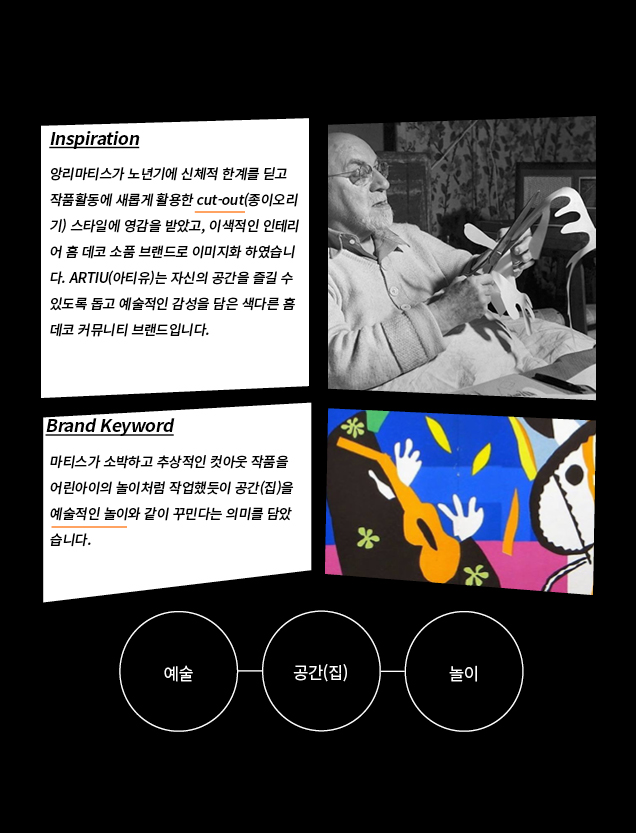 Inspiration
앙리마티스가 노년기에 신체적 한계를 딛고
작품활동에 새롭게 활용한 cut-out(종이오리
기) 스타일에 영감을 받았고, 이색적인 인테리
어 홈 데코 소품 브랜드로 이미지화 하였습니
다. ARTIU(아티유)는 자신의 공간을 즐길 수
있도록 돕고 예술적인 감성을 담은 색다른 홈
데코 커뮤니티 브랜드입니다.
Brand Keyword
마티스가 소박하고 추상적인 컷아웃 작품을
어린아이의 놀이처럼 작업했듯이 공간(집)을
예술적인 놀이와 같이 꾸민다는 의미를 담았
습니다.
예술
공간(집)
놀이